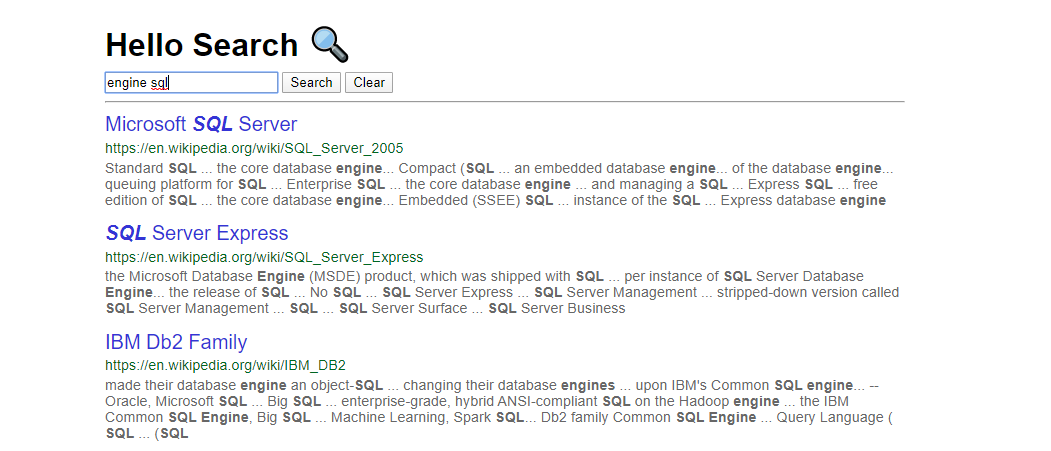 Hello Search
engine sql Search Clear
Microsoft SQL Server
https://en.wikipedia.org/wiki/SQL_Server_2005
Standard SQL ... the core database engine... Compact (SQL ... an embedded database engine... of the database engine...
queuing platform for SQL ... Enterprise SQL ... the core database engine ... and managing a SQL ... Express SQL ... free
edition of SQL ... the core database engine... Embedded (SSEE) SQL ... instance of the SQL ... Express database engine
SQL Server Express
https://en.wikipedia.org/wiki/SQL_Server_Express
the Microsoft Database Engine (MSDE) product, which was shipped with SQL ... per instance of SQL Server Database
Engine... the release of SQL ... No SQL ... SQL Server Express ... SQL Server Management ... stripped-down version called
SQL Server Management ... SQL ... SQL Server Surface ... SQL Server Business
IBM Db2 Family
https://en.wikipedia.org/wiki/IBM_DB2
made their database engine an object-SQL ... changing their database engines ... upon IBM's Common SQL engine... --
Oracle, Microsoft SQL ... Big SQL ... enterprise-grade, hybrid ANSI-compliant SQL on the Hadoop engine ... the IBM
Common SQL Engine, Big SQL ... Machine Learning, Spark SQL... Db2 family Common SQL Engine ... Query Language (
SQL ... (SQL